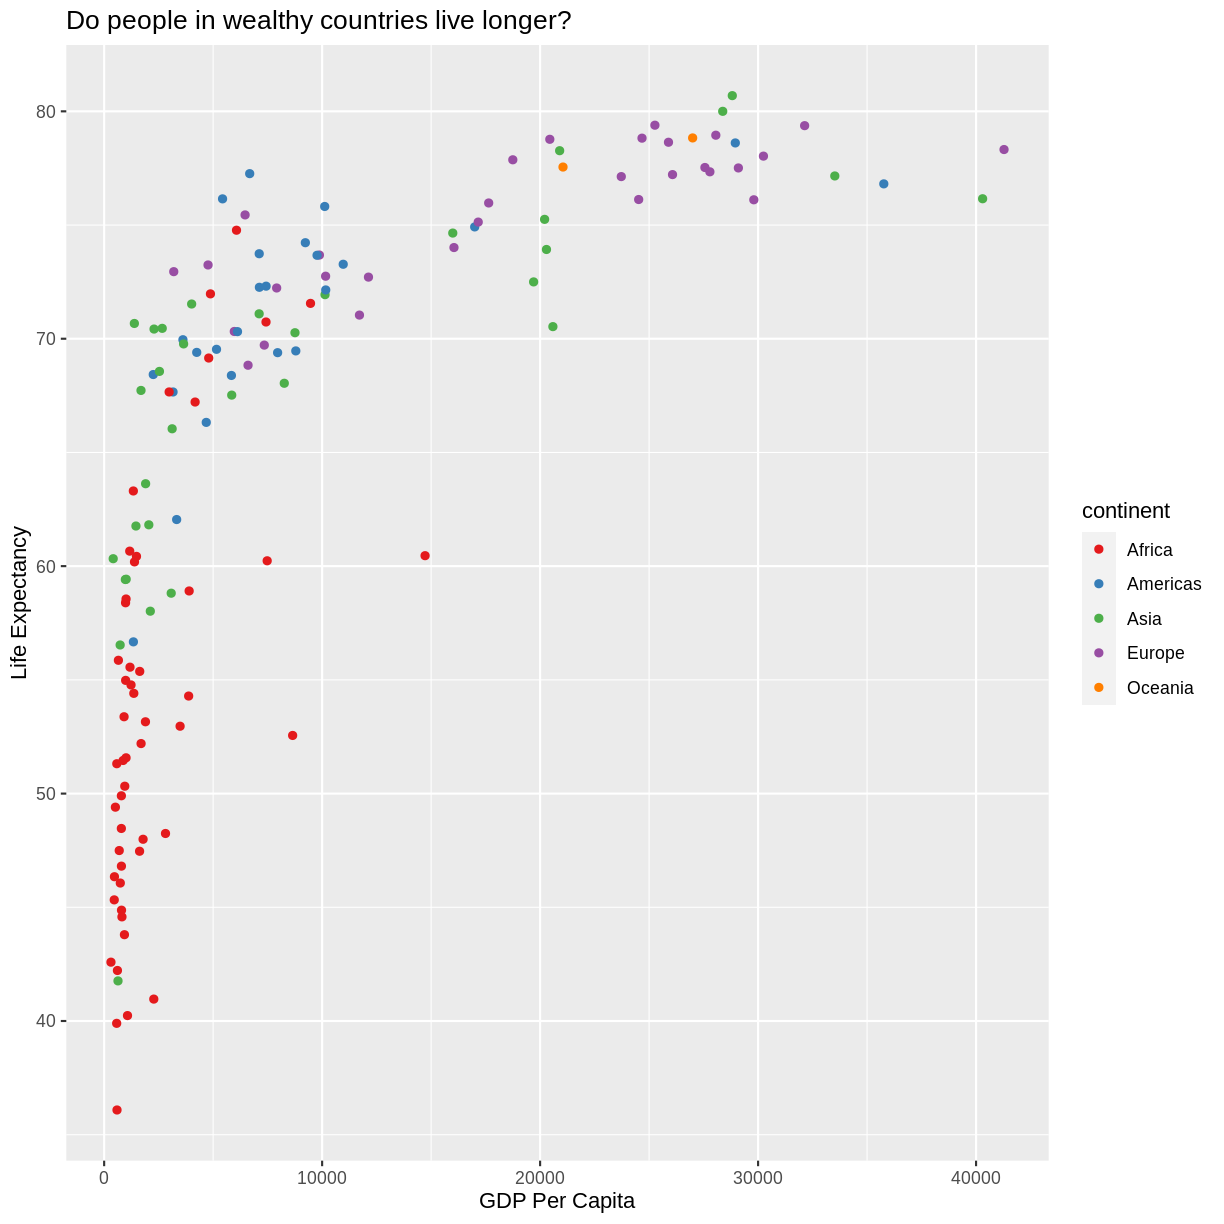 Do people in wealthy countries live longer?
80
70
60
50
40
Life Expectancy
0 10000 20000 30000 40000
GDP Per Capita
continent
Africa
Americas
Asia
Europe
Oceania